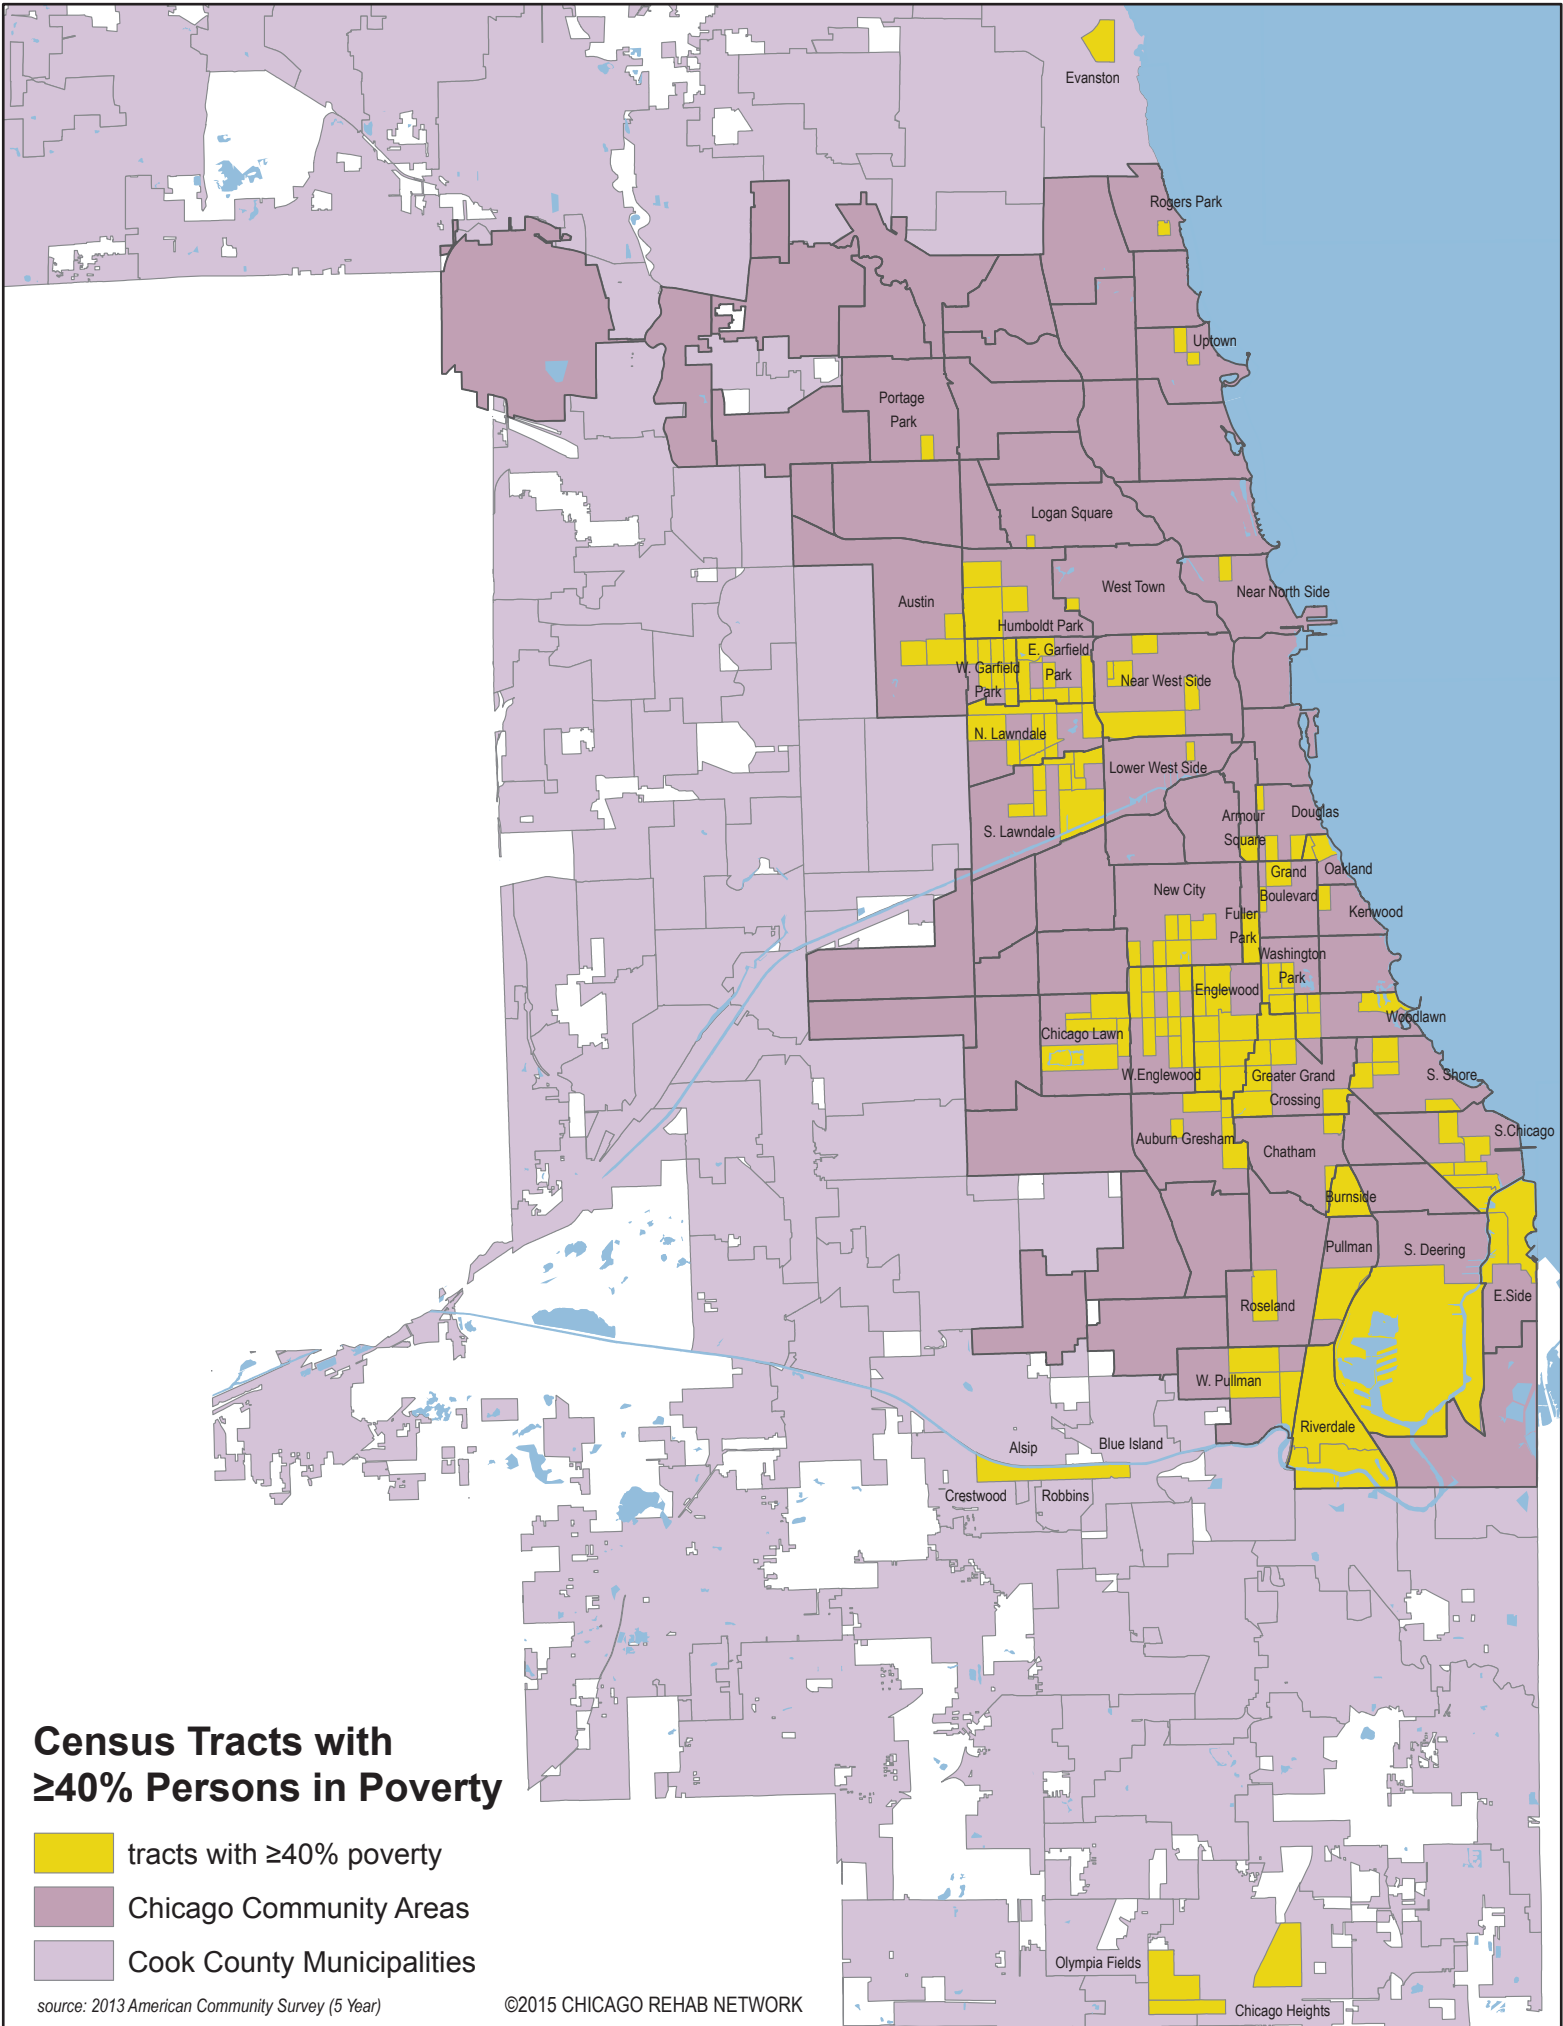 Evanston
Rogers Park
Uptown
Portage
Park
Logan Square
West Town
Near North Side
Austin
Humboldt Park
E. Garfield
Park
W. Garfield
Park
Near West Side
N. Lawndale
Lower West Side
S. Lawndale
Armour
Square
Douglas
Grand
Boulevard
Oakland
New City
Fuller
Park
Kenwood
Washington
Park
Englewood
Woodlawn
Chicago Lawn
W.Englewood
Greater Grand
Crossing
S. Shore
S.Chicago
Auburn Gresham
Chatham
Burnside
Pullman
S. Deering
E.Side
Roseland
W. Pullman
Riverdale
Alsip
Blue Island
Crestwood
Robbins
Census Tracts with
≥40% Persons in Poverty
tracts with ≥40% poverty
Chicago Community Areas
Cook County Municipalities
Olympia Fields
Chicago Heights
source: 2013 American Community Survey (5 Year)
©2015 CHICAGO REHAB NETWORK